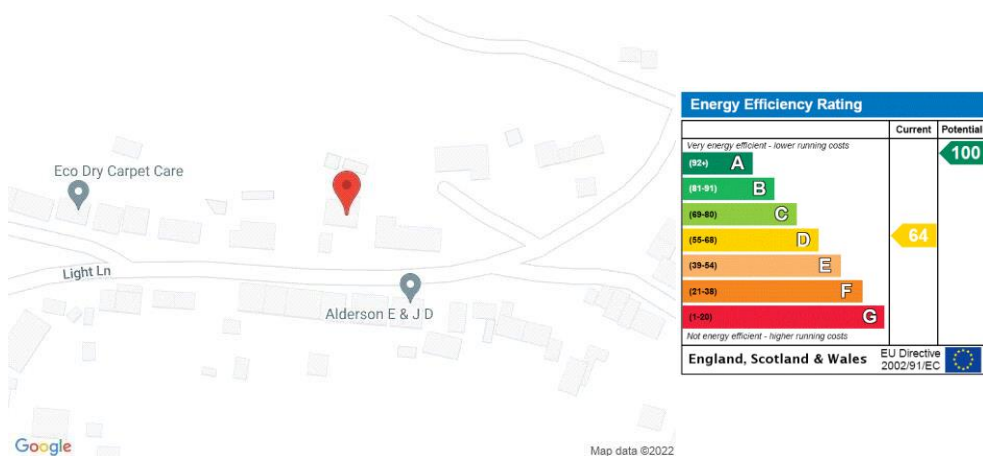 Eco Dry Carpet Care
Light Ln
Alderson E & J D
Google
Map data ©2022
Energy Efficiency Rating
Current
Potential
Very energy efficient - lower running costs
(92+) A
(81-91) B
(69-80) C
(55-68) D
(39-54) E
(21-38) F
(1-20) G
64
100
Not energy efficient - higher running costs
England, Scotland & Wales
EU Directive
2002/91/EC